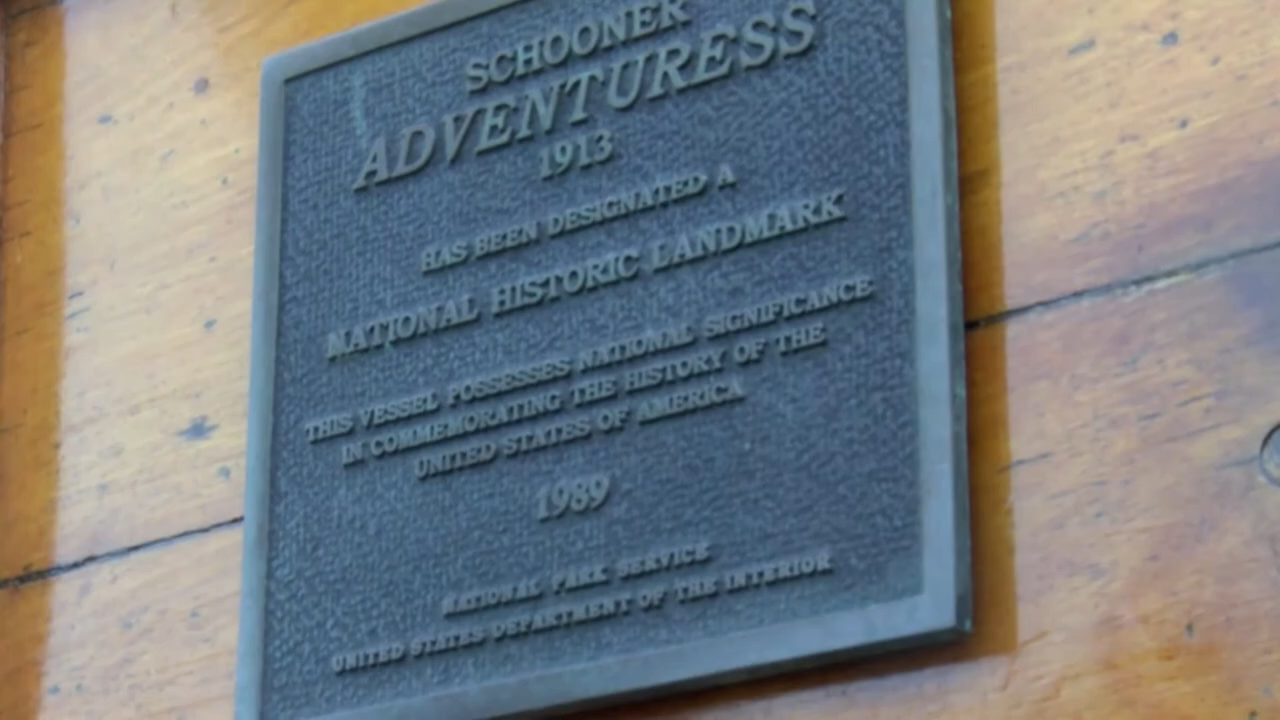 SCHOONER
ADVENTURESS
1913
HAS BEEN DESIGNATED A
NATIONAL HISTORIC LANDMARK
THIS VESSEL POSSESSES NATIONAL SIGNIFICANCE
IN COMMEMORATING THE HISTORY OF THE
UNITED STATES OF AMERICA
1989
NATIONAL PARK SERVICE
UNITED STATES DEPARTMENT OF THE INTERIOR